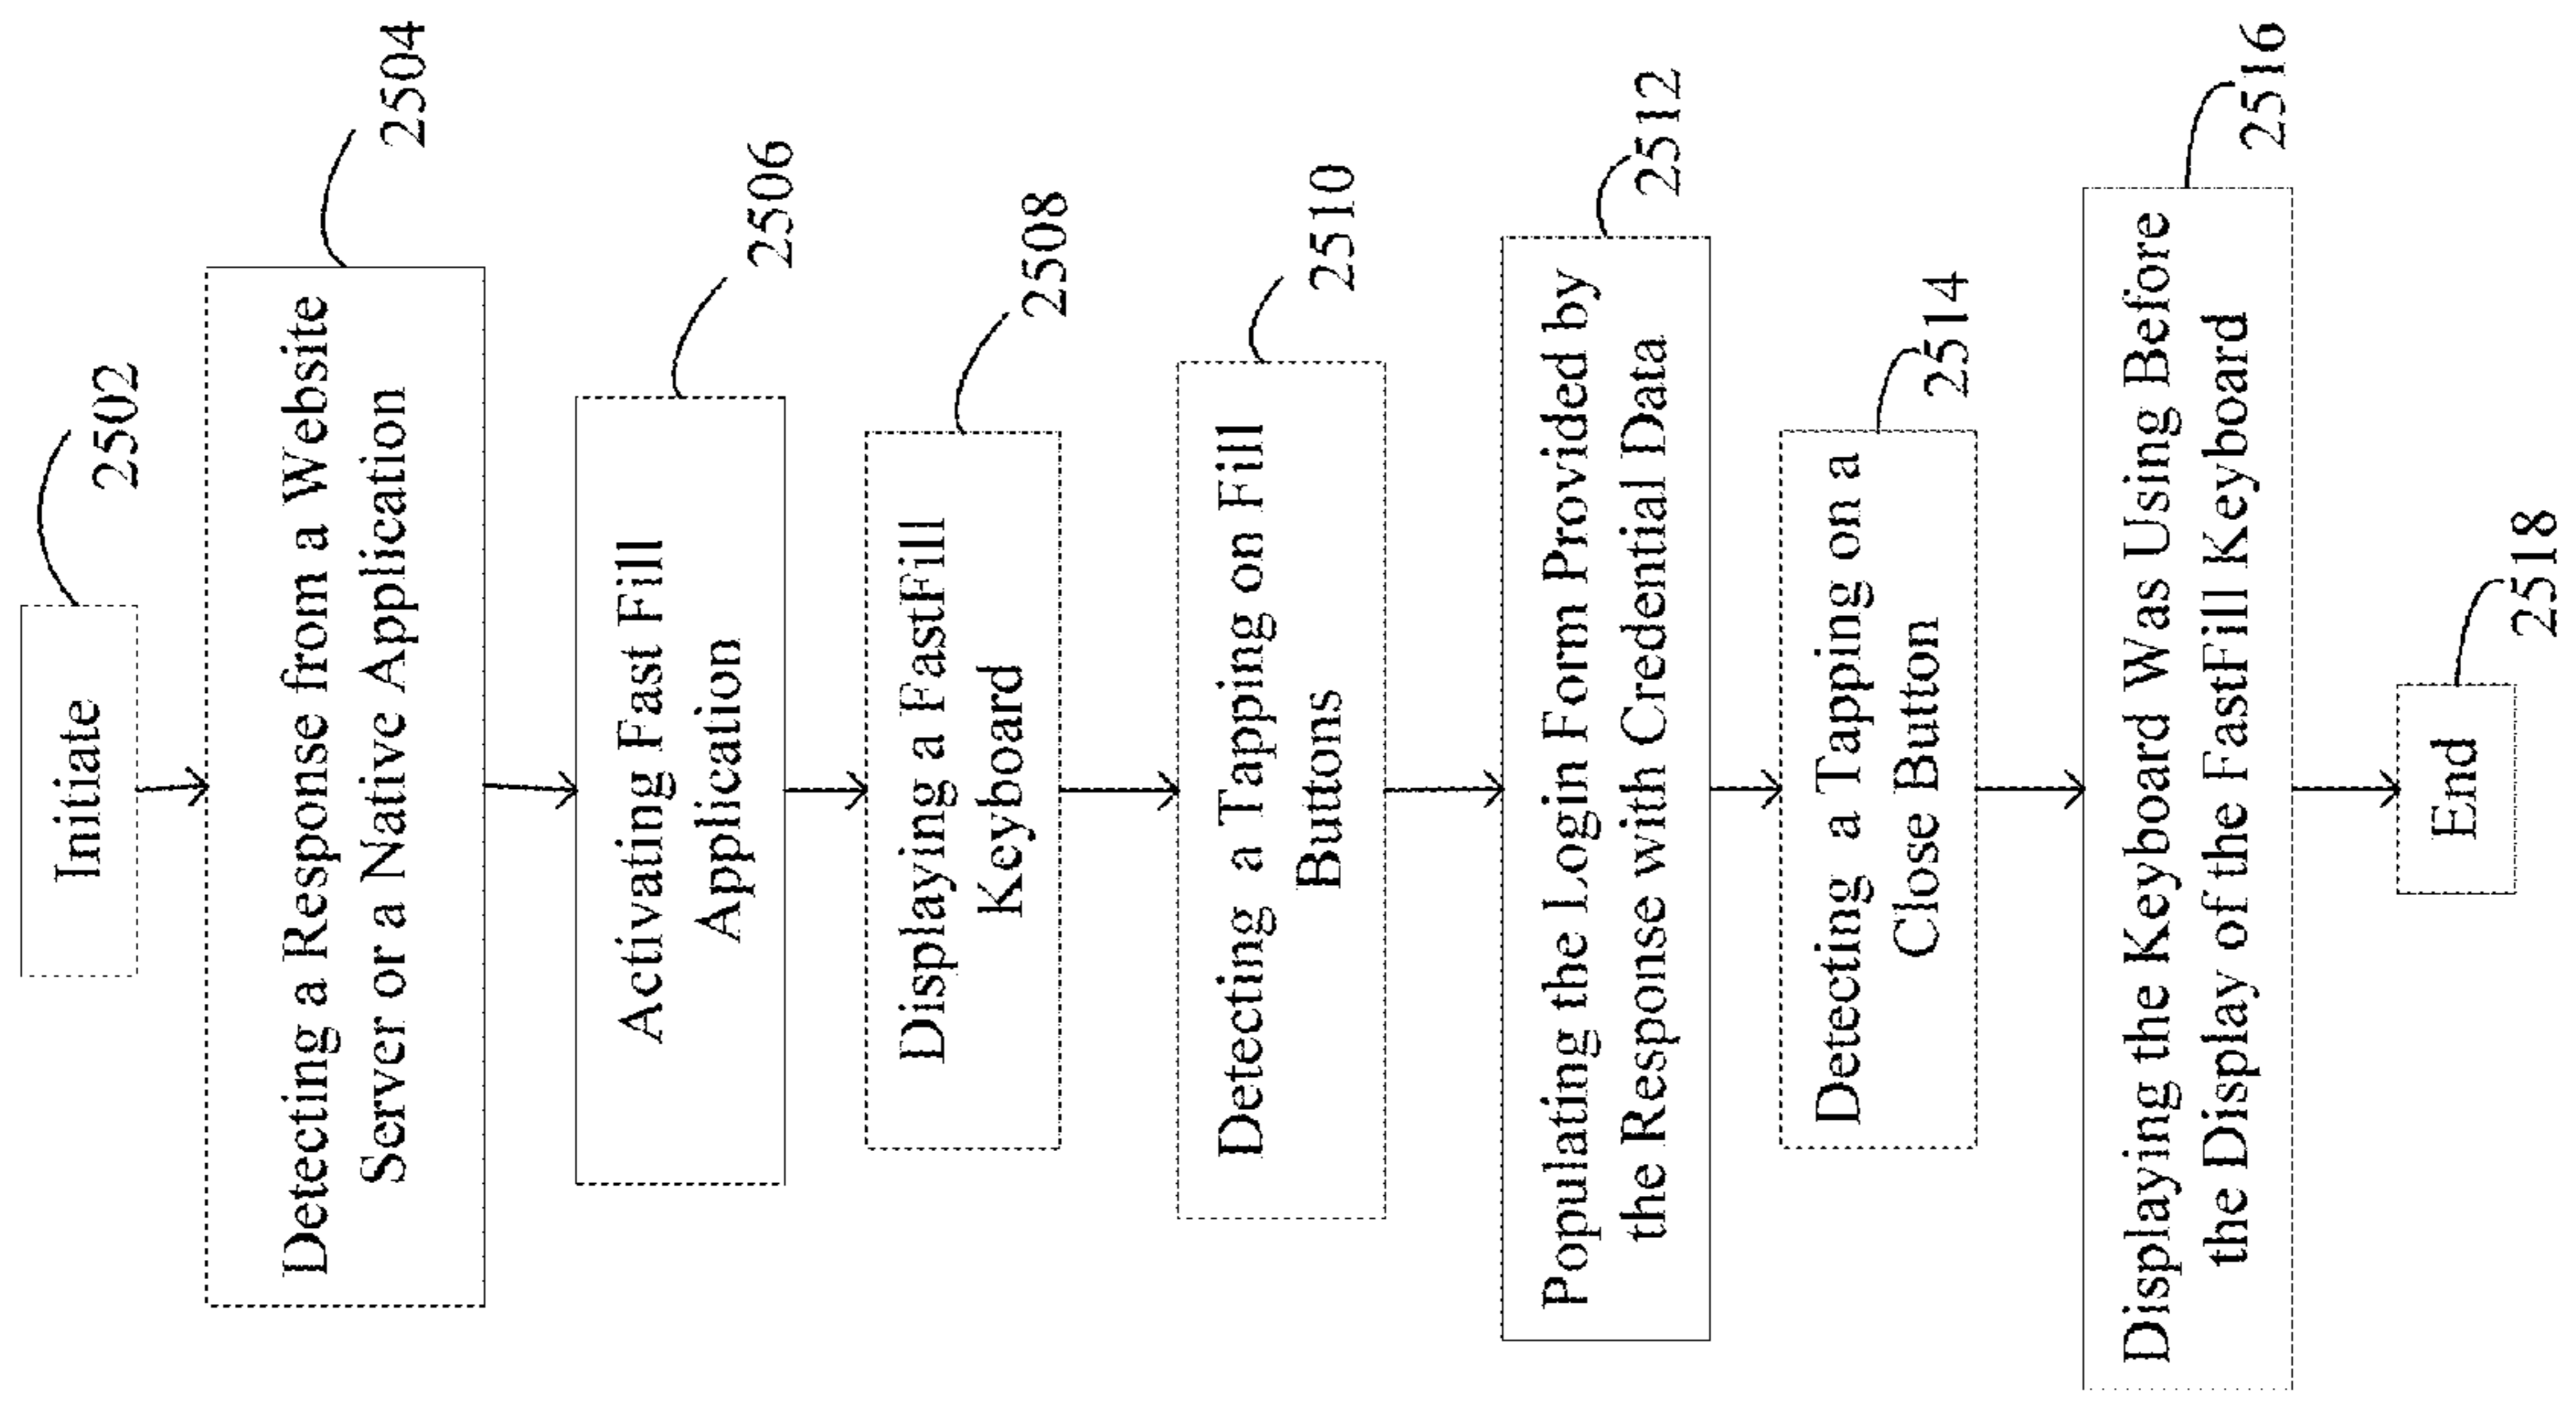 Initiate
2502
Detecting a Response from a Website
Server or a Native Application
2504
Activating Fast Fill
Application
2506
Displaying a FastFill
Keyboard
2508
Detecting a Tapping on Fill
Buttons
2510
Populating the Login Form Provided by
the Response with Credential Data
2512
Detecting a Tapping on a
Close Button
2514
Displaying the Keyboard Was Using Before
the Display of the FastFill Keyboard
2516
End
2518